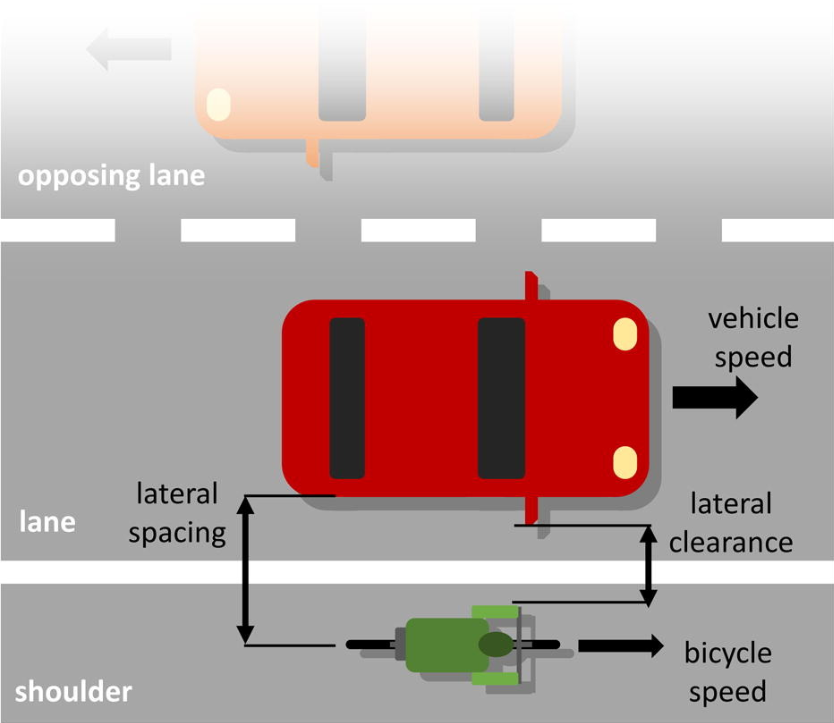 opposing lane
vehicle
speed
lateral
spacing
lateral
clearance
lane
bicycle
speed
shoulder